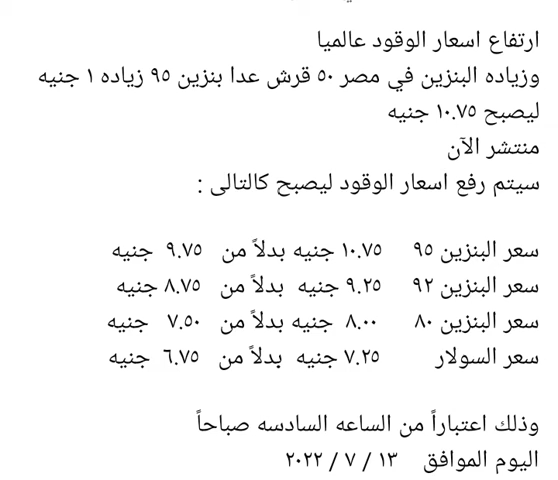 ارتفاع اسعار الوقود عالميا
وزياده البنزين في مصر ٥٠ قرش عدا بنزين ٩٥ زياده ١ جنيه
ليصبح ١٠.٧٥ جنيه
منتشر الآن
سيتم رفع اسعار الوقود ليصبح كالتالى :
سعر البنزين ٩٥ ١٠.٧٥ جنيه بدلاً من ٩.٧٥ جنيه
سعر البنزين ٩٢ ٩.٢٥ جنيه بدلاً من ٨.٧٥ جنيه
سعر البنزين ٨٠ ٨.٠٠ جنيه بدلاً من ٧.٥٠ جنيه
سعر السولار ٧.٢٥ جنيه بدلاً من ٦.٧٥ جنيه
وذلك اعتباراً من الساعه السادسه صباحاً
اليوم الموافق ١٣ / ٧ / ٢٠٢٢